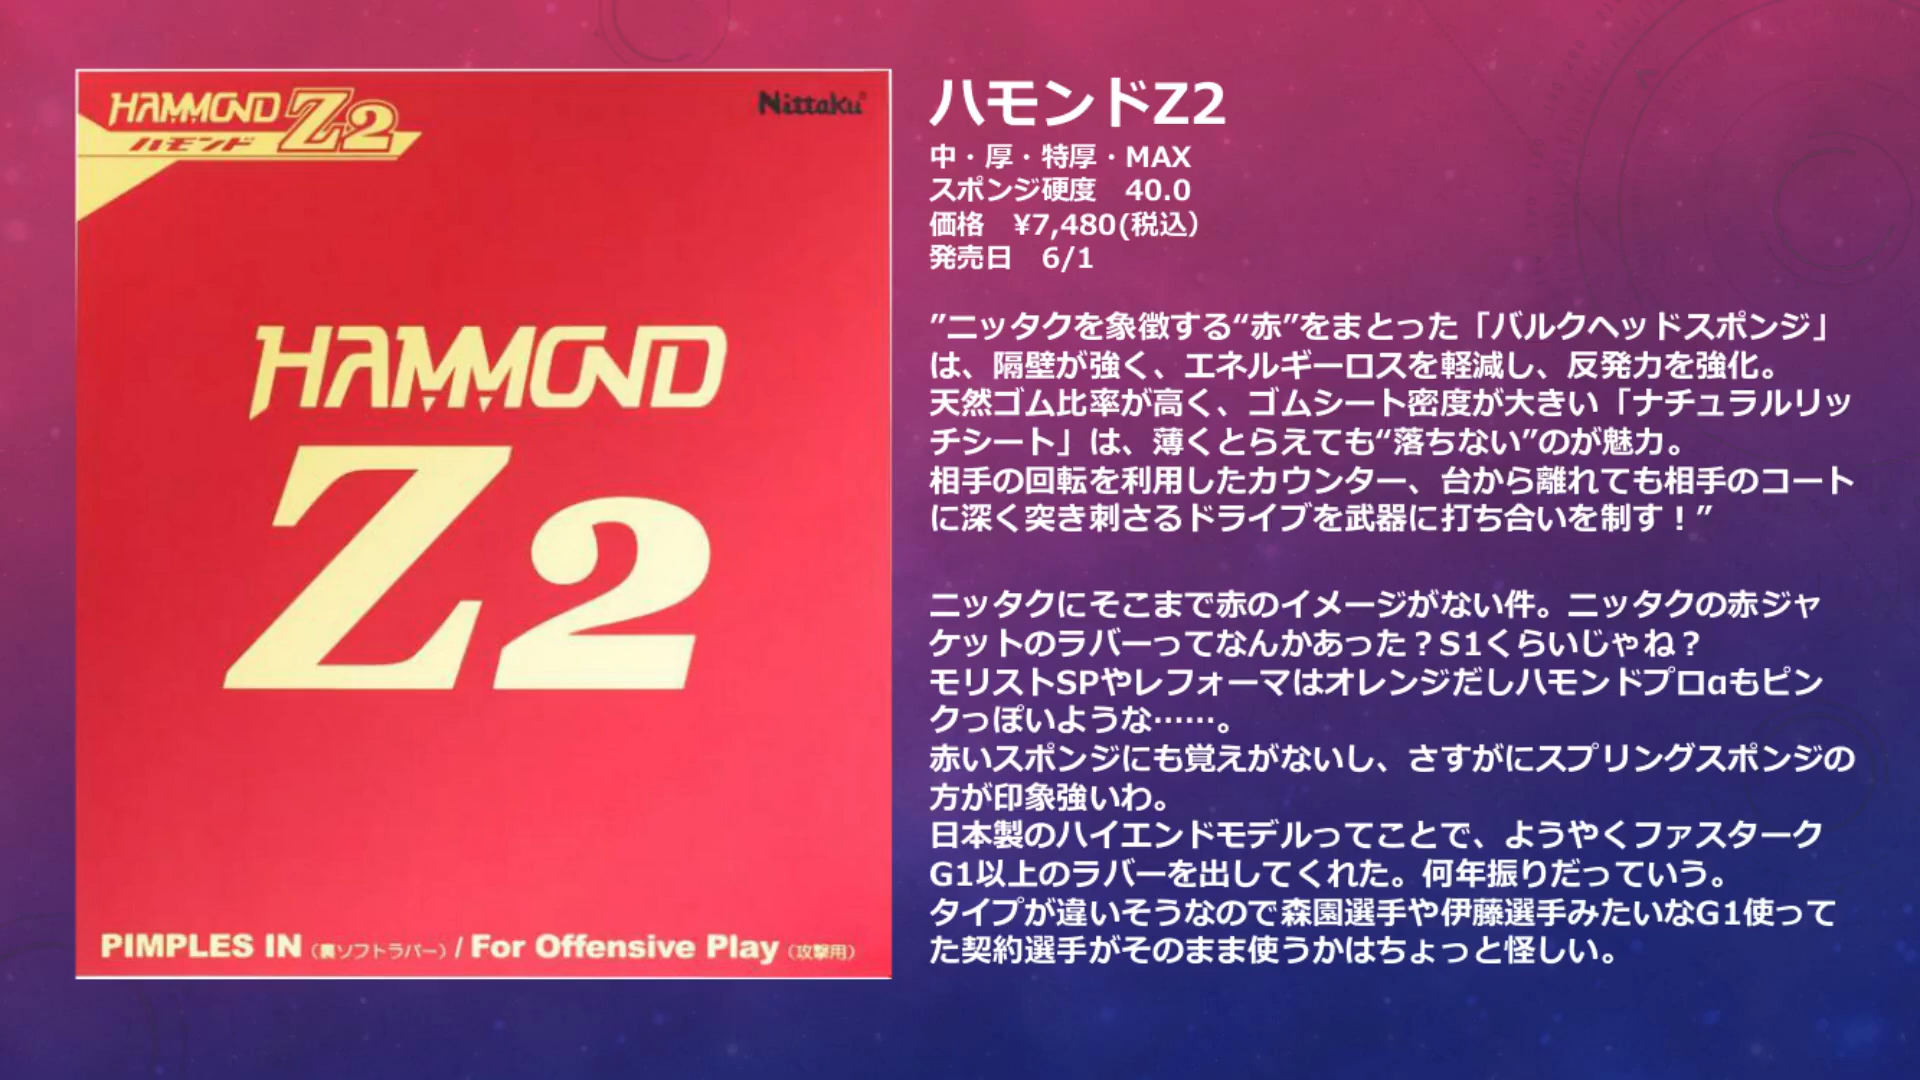 HAMMOND Z2
ハモンド
Nittaku
HAMMOND
Z2
PIMPLES IN（裏ソフトラバー）/ For Offensive Play（攻撃用）
ハモンドZ2
中・厚・特厚・MAX
スポンジ硬度　40.0
価格　¥7,480(税込）
発売日　6/1
”ニッタクを象徴する“赤”をまとった「バルクヘッドスポンジ」
は、隔壁が強く、エネルギーロスを軽減し、反発力を強化。
天然ゴム比率が高く、ゴムシート密度が大きい「ナチュラルリッ
チシート」は、薄くとらえても“落ちない”のが魅力。
相手の回転を利用したカウンター、台から離れても相手のコート
に深く突き刺さるドライブを武器に打ち合いを制す！”
ニッタクにそこまで赤のイメージがない件。ニッタクの赤ジャ
ケットのラバーってなんかあった？S1くらいじゃね？
モリストSPやレフォーマはオレンジだしハモンドプロαもピン
クっぽいような……。
赤いスポンジにも覚えがないし、さすがにスプリングスポンジの
方が印象強いわ。
日本製のハイエンドモデルってことで、ようやくファスターク
G1以上のラバーを出してくれた。何年振りだっていう。
タイプが違いそうなので森園選手や伊藤選手みたいなG1使って
た契約選手がそのまま使うかはちょっと怪しい。